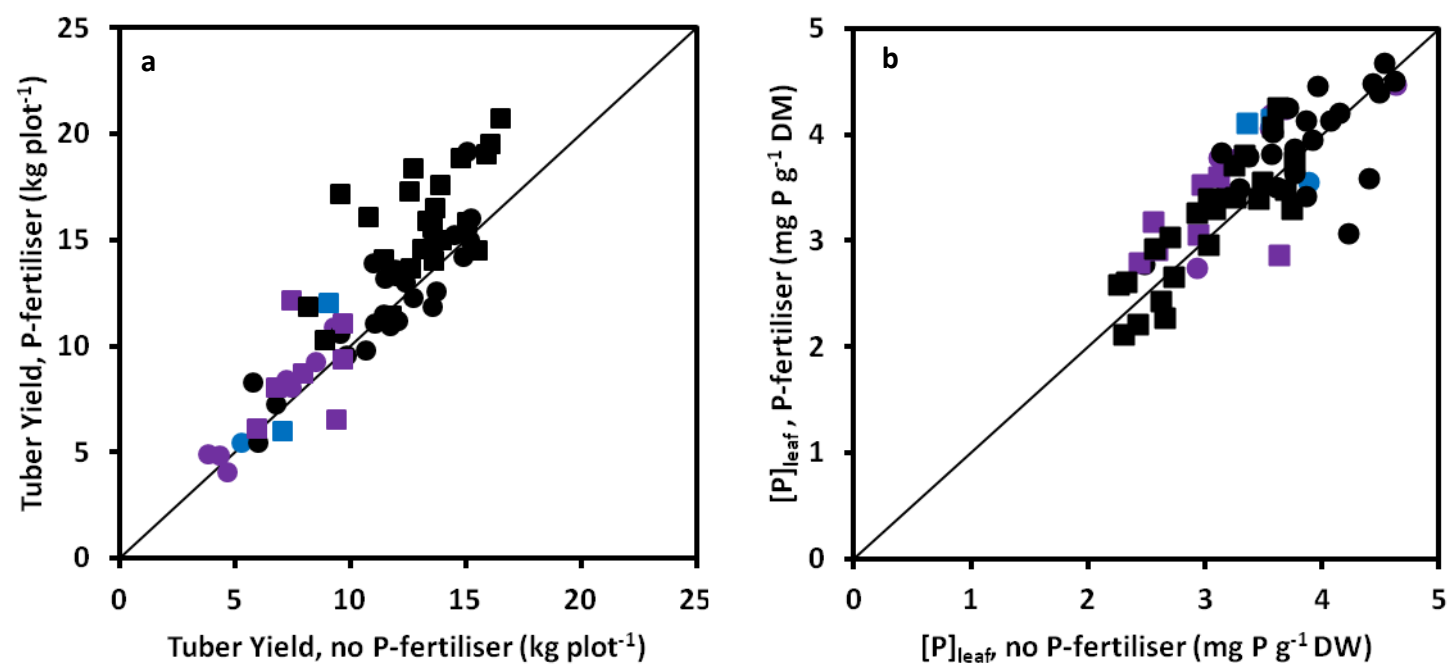 a
Tuber Yield, P-fertiliser (kg plot⁻¹)
25
20
15
10
5
0
0 5 10 15 20 25
Tuber Yield, no P-fertiliser (kg plot⁻¹)
b
[P]leaf, P-fertiliser (mg P g⁻¹ DM)
5
4
3
2
1
0
0 1 2 3 4 5
[P]leaf, no P-fertiliser (mg P g⁻¹ DW)